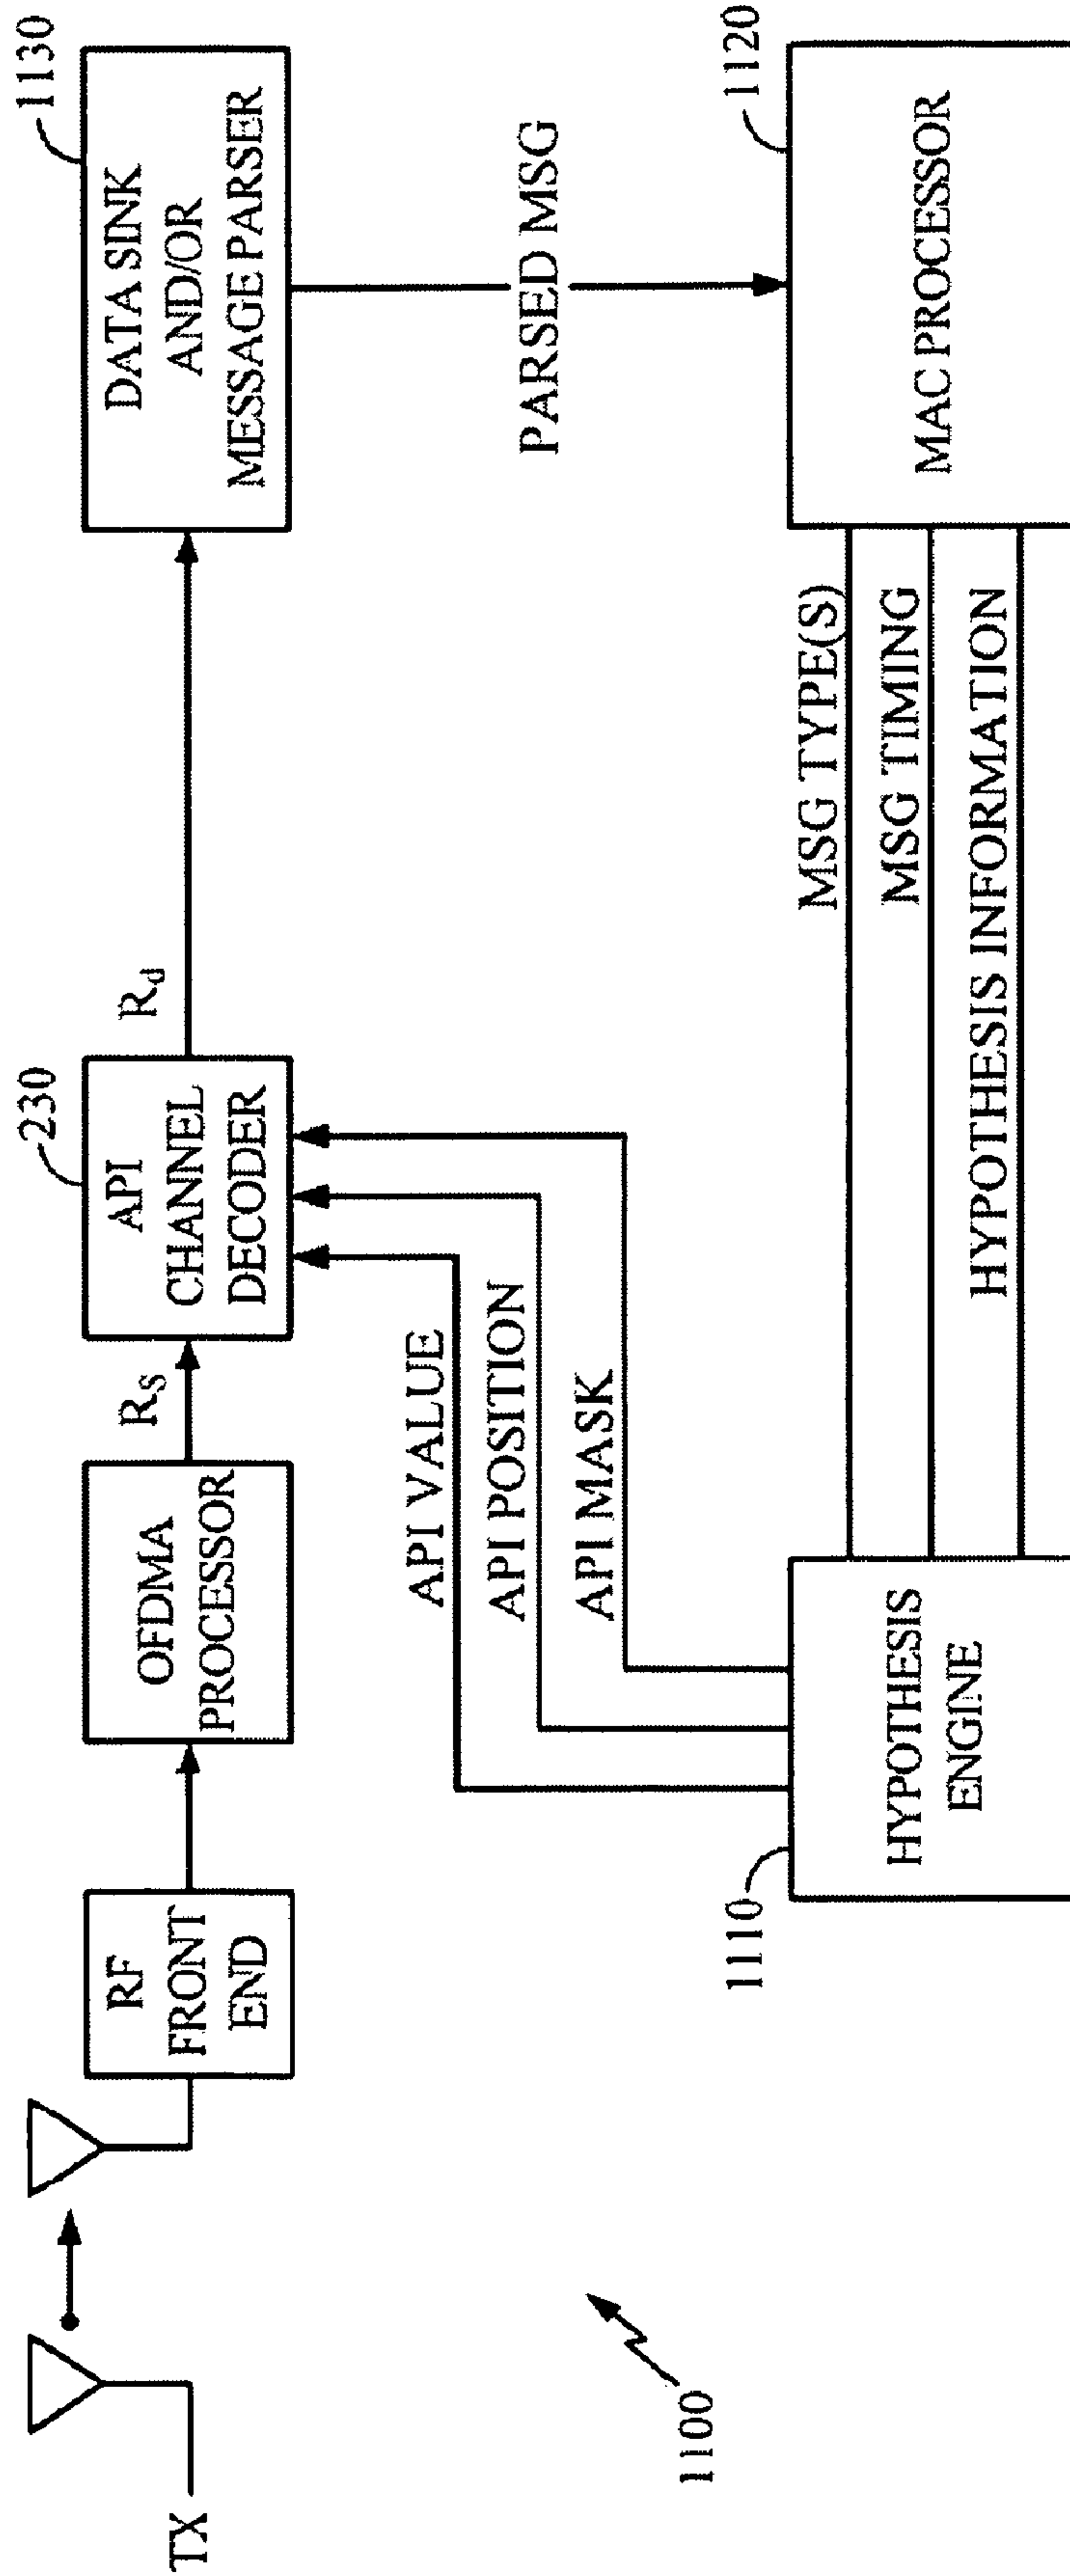 TX
RF
FRONT
END
OFDMA
PROCESSOR
R_S
230
API
CHANNEL
DECODER
R_d
1130
DATA SINK
AND/OR
MESSAGE PARSER
API VALUE
API POSITION
API MASK
PARSED MSG
1100
1110
HYPOTHESIS
ENGINE
MSG TYPE(S)
MSG TIMING
HYPOTHESIS INFORMATION
1120
MAC PROCESSOR